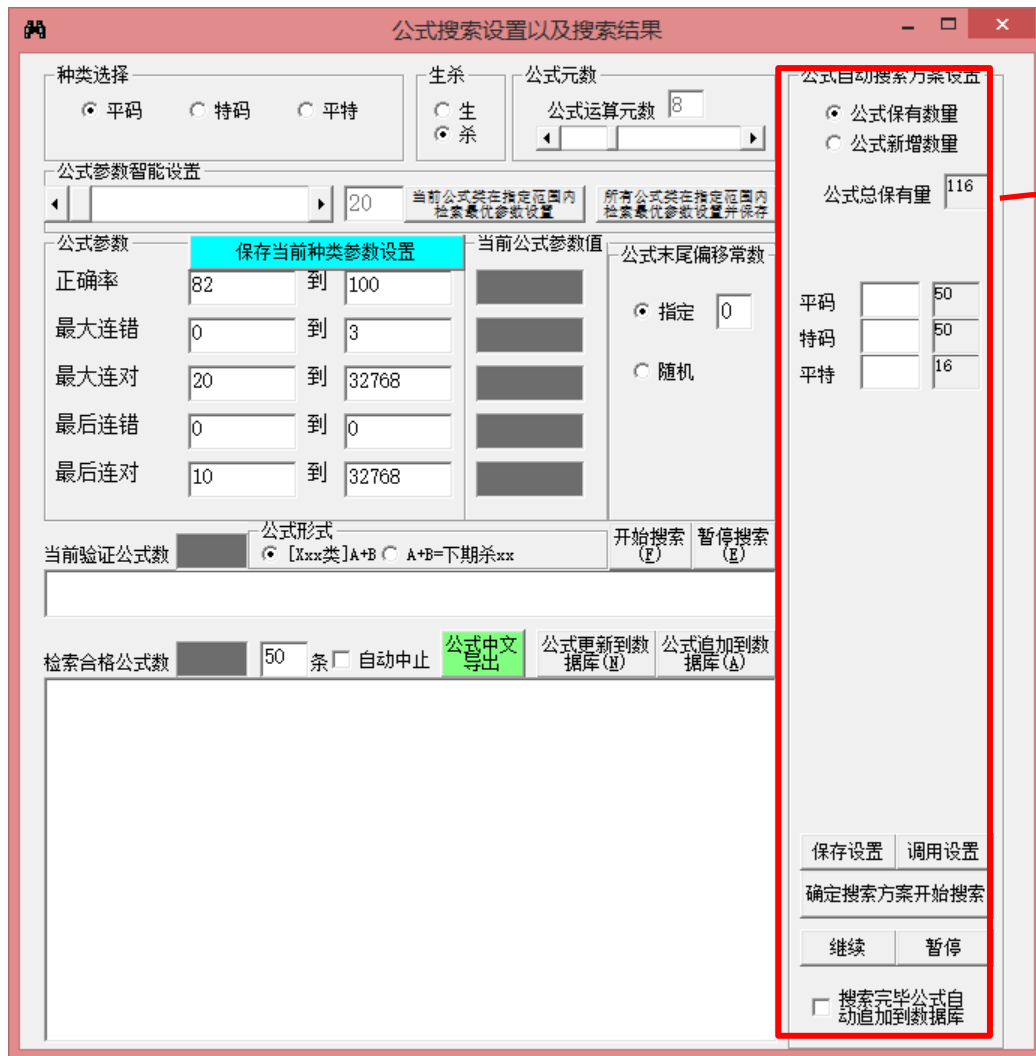 公式搜索设置以及搜索结果
种类选择
平码 特码 平特
生杀
生
杀
公式元数
公式运算元数 8
公式参数智能设置
20
当前公式类在指定范围内
检索最优参数设置
所有公式类在指定范围内
检索最优参数设置并保存
公式参数
保存当前种类参数设置
当前公式参数值
正确率 82 到 100
最大连错 0 到 3
最大连对 20 到 32768
最后连错 0 到 0
最后连对 10 到 32768
公式末尾偏移常数
指定 0
随机
当前验证公式数
公式形式
[Xxx类]A+B A+B=下期杀xx
开始搜索
(F)
暂停搜索
(E)
检索合格公式数 50 条 自动中止
公式中文
导出
公式更新到数
据库(N)
公式追加到数
据库(A)
公式自动搜索方案设置
公式保有数量
公式新增数量
公式总保有量 116
平码 50
特码 50
平特 16
保存设置 调用设置
确定搜索方案开始搜索
继续 暂停
搜索完毕公式自
动追加到数据库